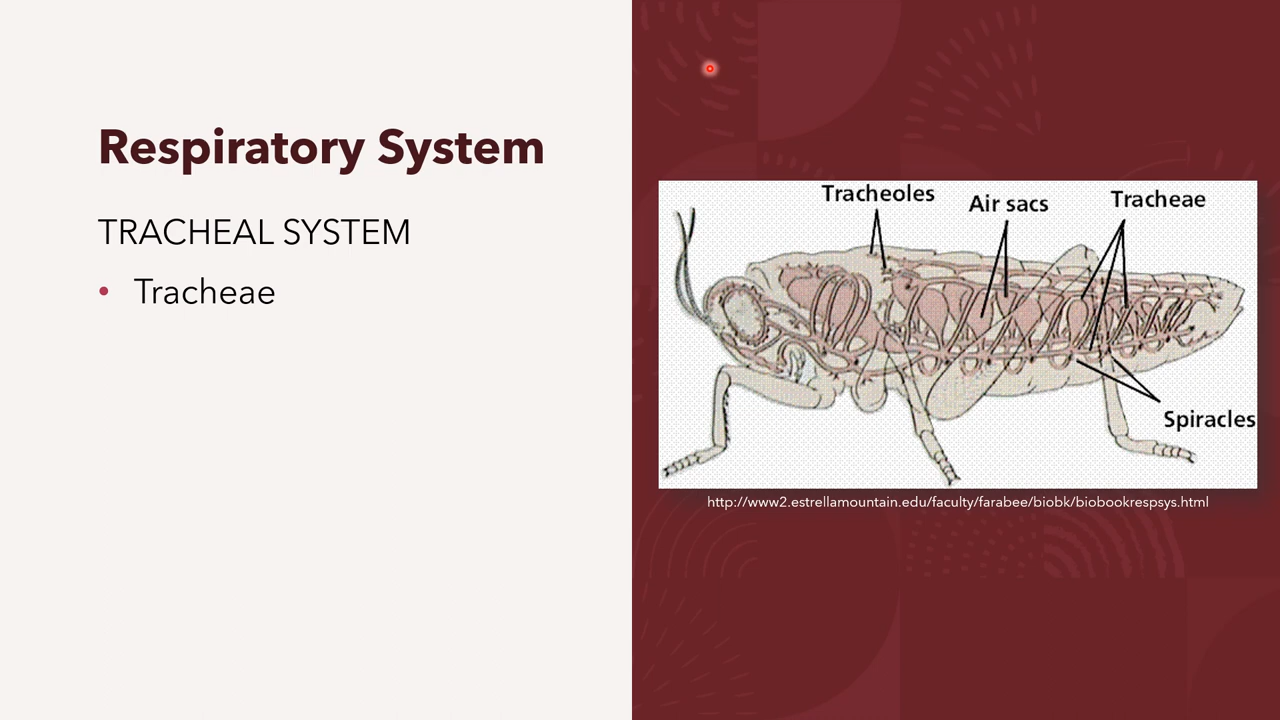 Respiratory System
TRACHEAL SYSTEM
• Tracheae
Tracheoles
Air sacs
Tracheae
Spiracles
http://www2.estrellamountain.edu/faculty/farabee/biobk/biobookrespsys.html